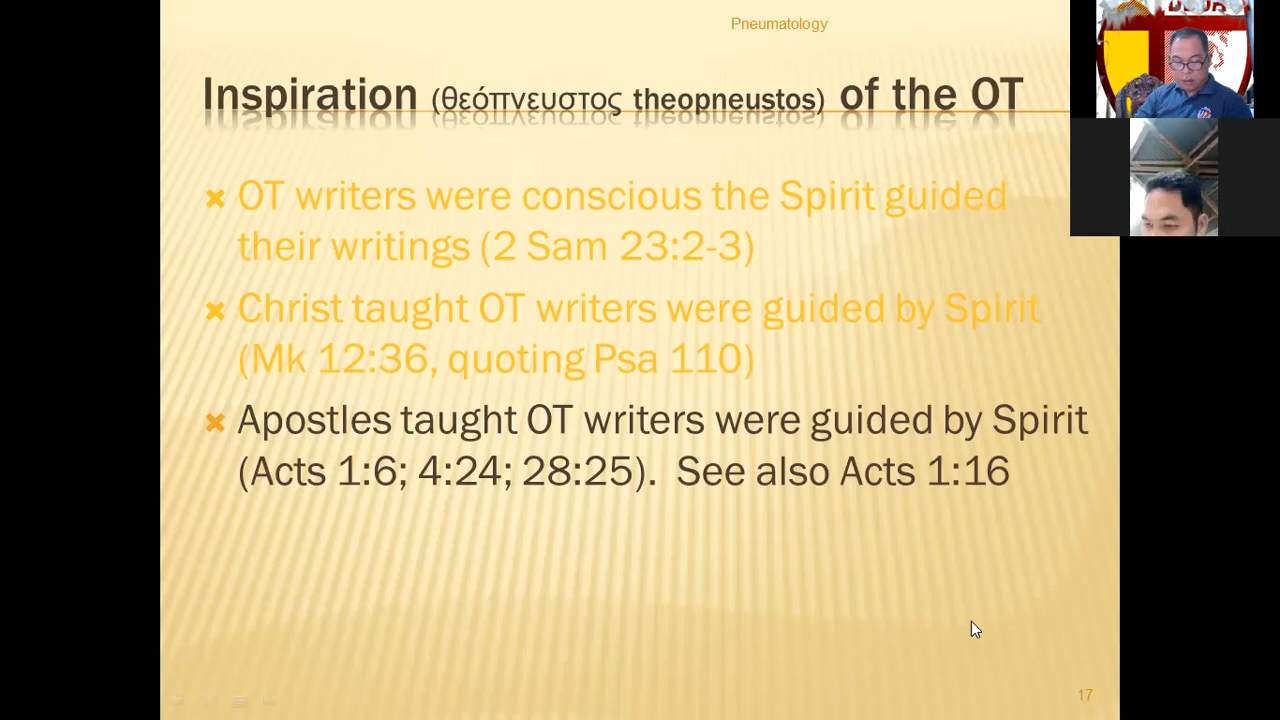 Pneumatology
Inspiration (θεόπνευστος theopneustos) of the OT
OT writers were conscious the Spirit guided
their writings (2 Sam 23:2-3)
Christ taught OT writers were guided by Spirit
(Mk 12:36, quoting Psa 110)
Apostles taught OT writers were guided by Spirit
(Acts 1:6; 4:24; 28:25). See also Acts 1:16
17